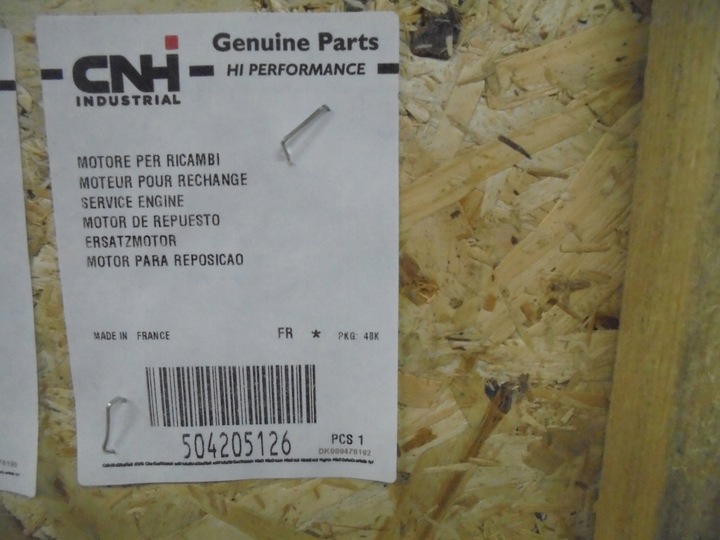 CNH
INDUSTRIAL
Genuine Parts
HI PERFORMANCE
MOTORE PER RICAMBI
MOTEUR POUR RECHANGE
SERVICE ENGINE
MOTOR DE REPUESTO
ERSATZMOTOR
MOTOR PARA REPOSICAO
MADE IN FRANCE FR * PKG: 48K
504205126 PCS 1